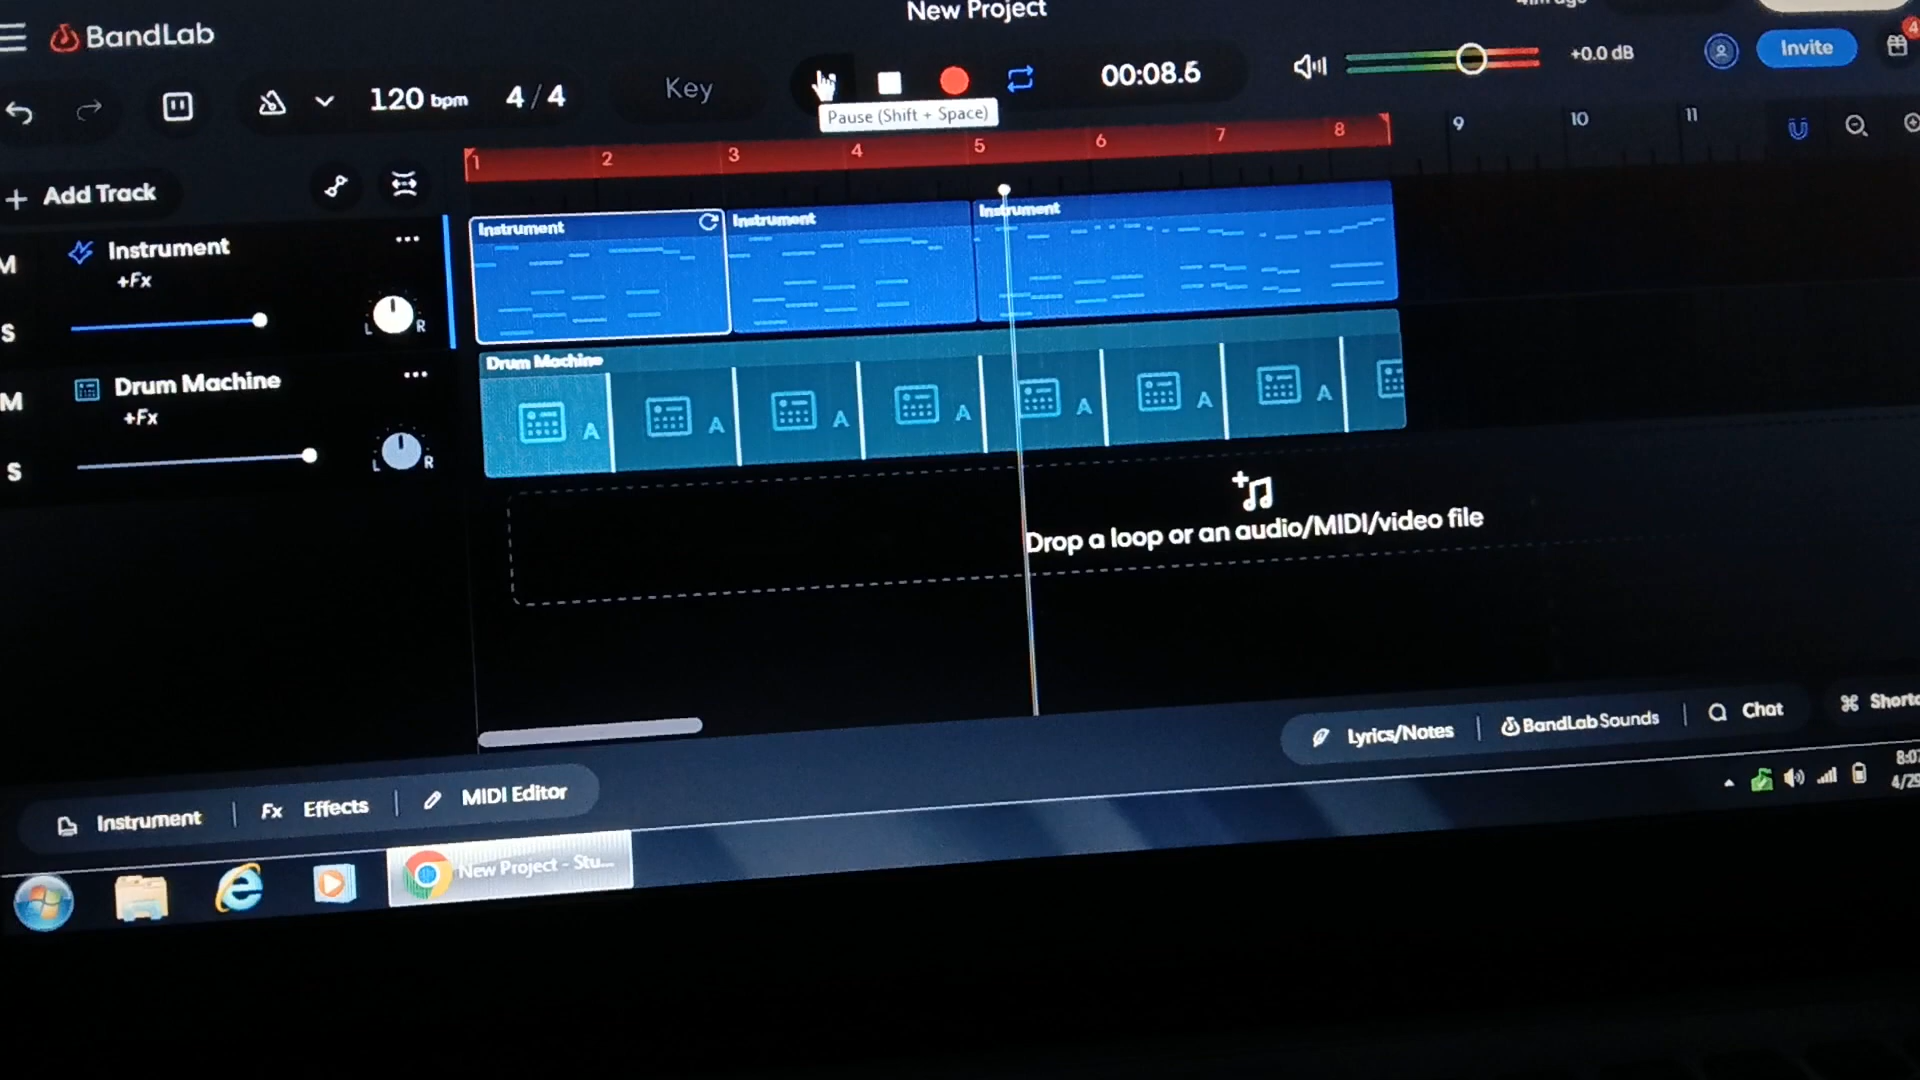 New Project
BandLab
120 bpm
4 / 4
Key
00:08.5
+0.0 dB
Invite
4
Pause (Shift + Space)
1 2 3 4 5 6 7 8 9 10 11
+ Add Track
M
Instrument
...
+Fx
S
L R
Instrument
Instrument
Instrument
M
Drum Machine
...
+Fx
S
L R
Drum Machine
A A A A A A A
Drop a loop or an audio/MIDI/video file
Lyrics/Notes
BandLab Sounds
Chat
Instrument
Fx Effects
MIDI Editor
New Project - Stu...